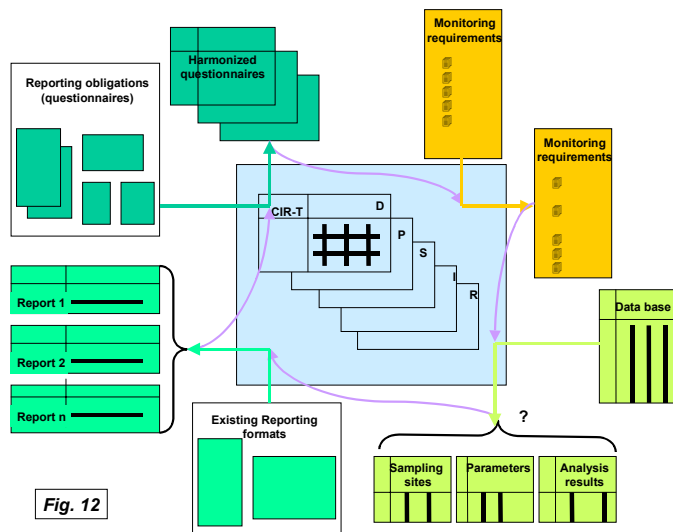 Reporting obligations
(questionnaires)
Harmonized
questionnaires
Monitoring
requirements
Monitoring
requirements
CIR-T
D
P
S
I
R
Report 1
Report 2
Report n
Data base
Existing Reporting
formats
?
Sampling
sites
Parameters
Analysis
results
Fig. 12